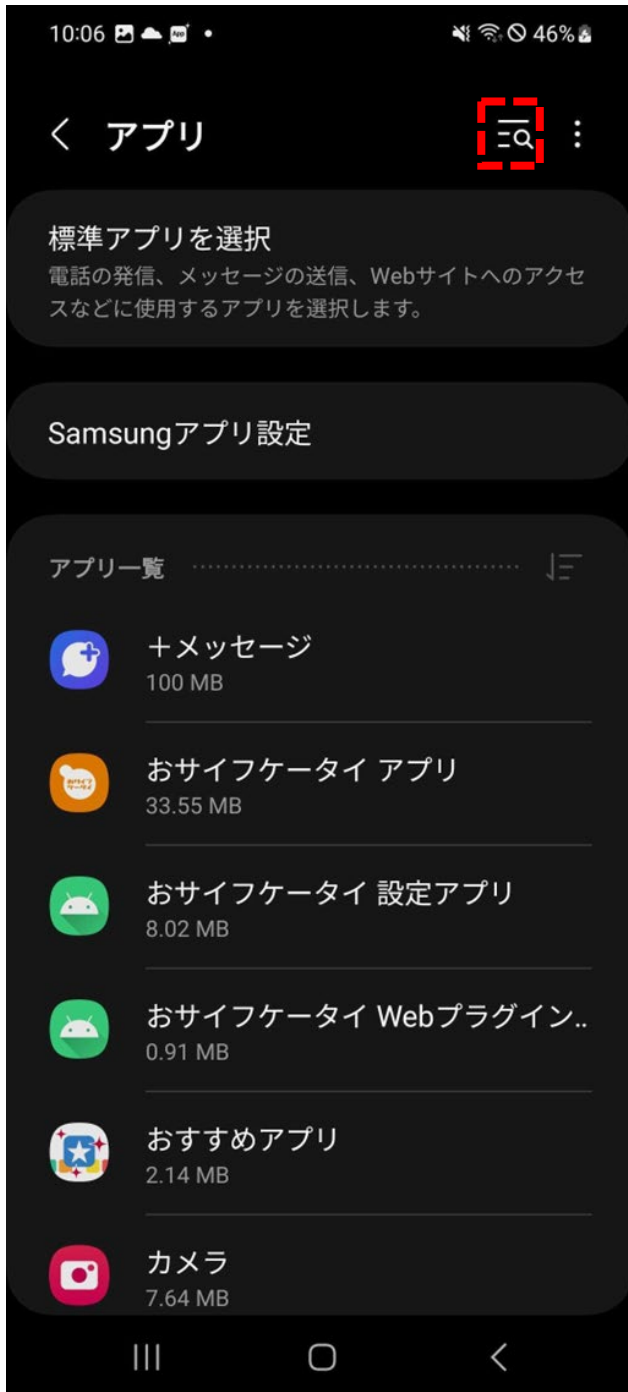 10:06
46%
アプリ
標準アプリを選択
電話の発信、メッセージの送信、Webサイトへのアクセ
スなどに使用するアプリを選択します。
Samsungアプリ設定
アプリ一覧
+メッセージ
100 MB
おサイフケータイ アプリ
33.55 MB
おサイフケータイ 設定アプリ
8.02 MB
おサイフケータイ Webプラグイン..
0.91 MB
おすすめアプリ
2.14 MB
カメラ
7.64 MB